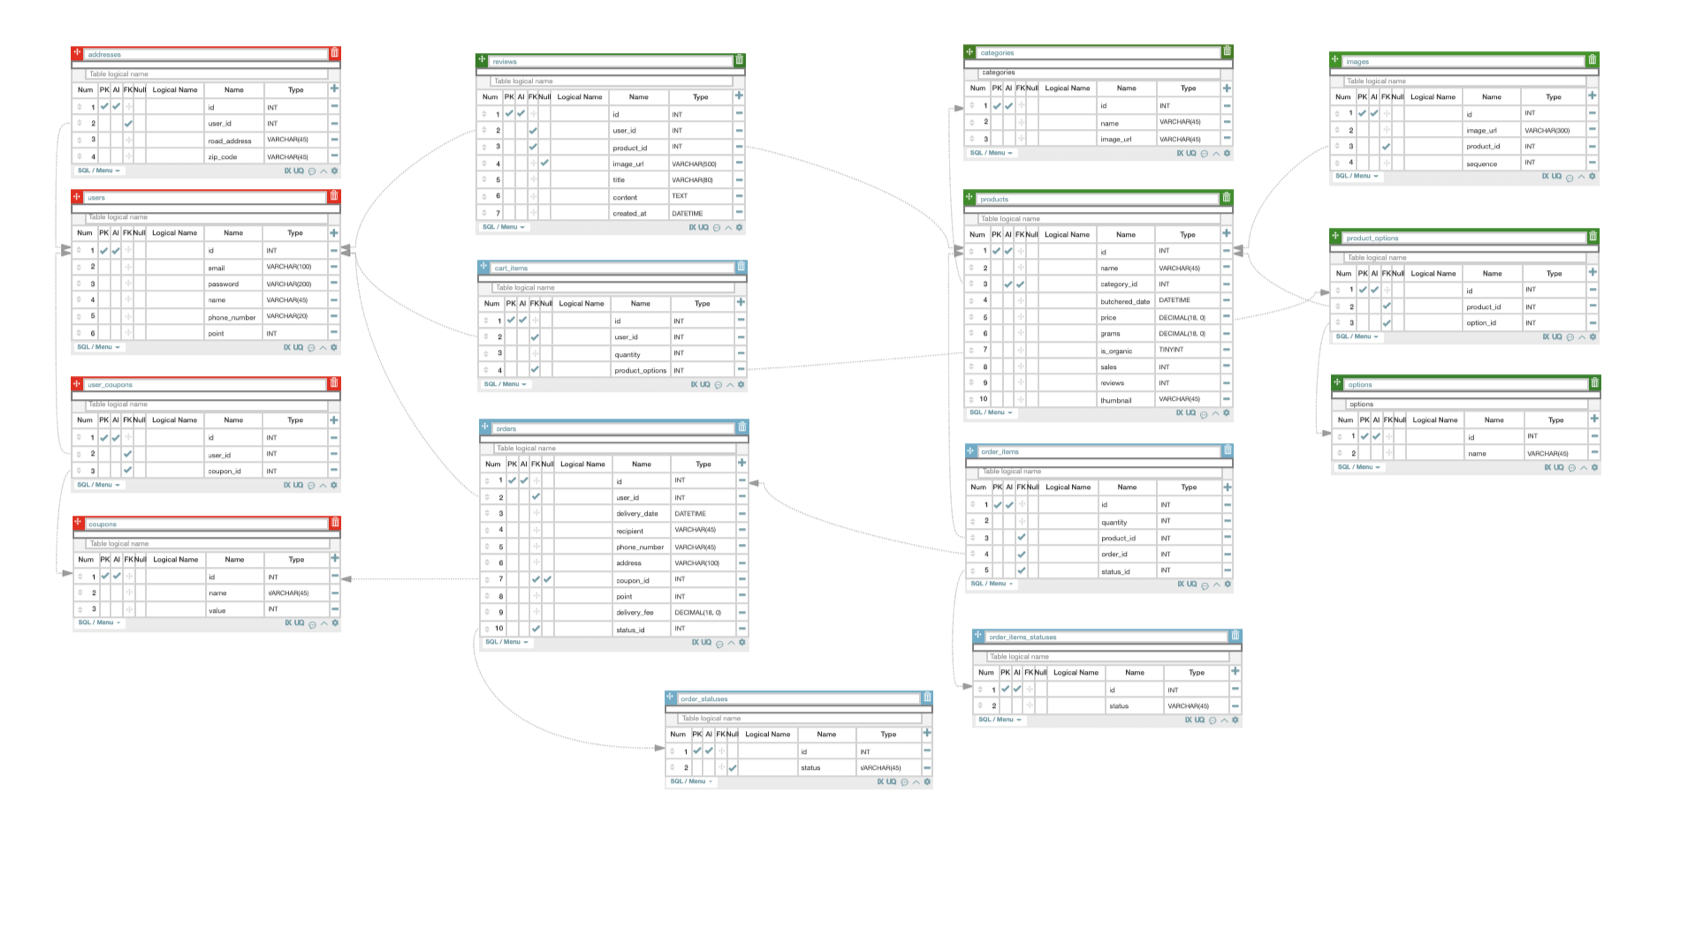 addresses
Table logical name
Num PK AI FK Null Logical Name Name Type
1 id INT
2 user_id INT
3 road_address VARCHAR(45)
4 zip_code VARCHAR(45)
SQL / Menu IX UQ
users
Table logical name
Num PK AI FK Null Logical Name Name Type
1 id INT
2 email VARCHAR(100)
3 password VARCHAR(200)
4 name VARCHAR(45)
5 phone_number VARCHAR(20)
6 point INT
SQL / Menu IX UQ
user_coupons
Table logical name
Num PK AI FK Null Logical Name Name Type
1 id INT
2 user_id INT
3 coupon_id INT
SQL / Menu IX UQ
coupons
Table logical name
Num PK AI FK Null Logical Name Name Type
1 id INT
2 name VARCHAR(45)
3 value INT
SQL / Menu IX UQ
reviews
Table logical name
Num PK AI FK Null Logical Name Name Type
1 id INT
2 user_id INT
3 product_id INT
4 image_url VARCHAR(500)
5 title VARCHAR(80)
6 content TEXT
7 created_at DATETIME
SQL / Menu IX UQ
cart_items
Table logical name
Num PK AI FK Null Logical Name Name Type
1 id INT
2 user_id INT
3 quantity INT
4 product_options INT
SQL / Menu IX UQ
orders
Table logical name
Num PK AI FK Null Logical Name Name Type
1 id INT
2 user_id INT
3 delivery_date DATETIME
4 recipient VARCHAR(45)
5 phone_number VARCHAR(45)
6 address VARCHAR(100)
7 coupon_id INT
8 point INT
9 delivery_fee DECIMAL(18, 0)
10 status_id INT
SQL / Menu IX UQ
order_statuses
Table logical name
Num PK AI FK Null Logical Name Name Type
1 id INT
2 status VARCHAR(45)
SQL / Menu IX UQ
categories
categories
Num PK AI FK Null Logical Name Name Type
1 id INT
2 name VARCHAR(45)
3 image_url VARCHAR(45)
SQL / Menu IX UQ
products
Table logical name
Num PK AI FK Null Logical Name Name Type
1 id INT
2 name VARCHAR(45)
3 category_id INT
4 butchered_date DATETIME
5 price DECIMAL(18, 0)
6 grams DECIMAL(18, 0)
7 is_organic TINYINT
8 sales INT
9 reviews INT
10 thumbnail VARCHAR(45)
SQL / Menu IX UQ
order_items
Table logical name
Num PK AI FK Null Logical Name Name Type
1 id INT
2 quantity INT
3 product_id INT
4 order_id INT
5 status_id INT
SQL / Menu IX UQ
order_items_statuses
Table logical name
Num PK AI FK Null Logical Name Name Type
1 id INT
2 status VARCHAR(45)
SQL / Menu IX UQ
images
Table logical name
Num PK AI FK Null Logical Name Name Type
1 id INT
2 image_url VARCHAR(300)
3 product_id INT
4 sequence INT
SQL / Menu IX UQ
product_options
Table logical name
Num PK AI FK Null Logical Name Name Type
1 id INT
2 product_id INT
3 option_id INT
SQL / Menu IX UQ
options
options
Num PK AI FK Null Logical Name Name Type
1 id INT
2 name VARCHAR(45)
SQL / Menu IX UQ